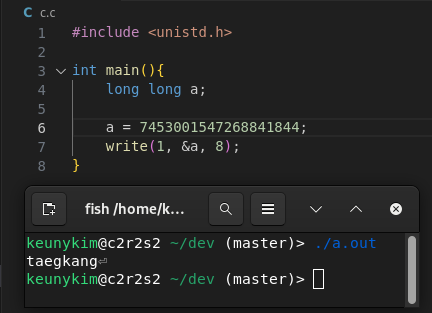 C c.c
1 #include <unistd.h>
2
3 int main(){
4 long long a;
5
6 a = 7453001547268841844;
7 write(1, &a, 8);
8 }
fish /home/k...
keunykim@c2r2s2 ~/dev (master)> ./a.out
taegkang⏎
keunykim@c2r2s2 ~/dev (master)>